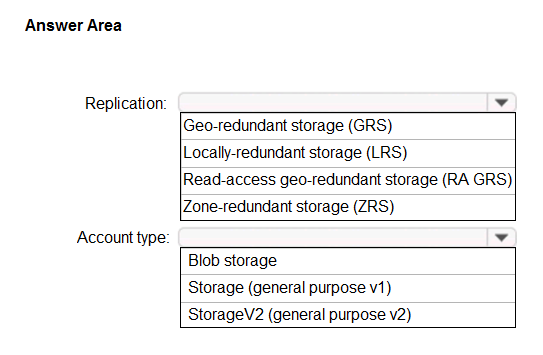 Answer Area
Replication:
Geo-redundant storage (GRS)
Locally-redundant storage (LRS)
Read-access geo-redundant storage (RA GRS)
Zone-redundant storage (ZRS)
Account type:
Blob storage
Storage (general purpose v1)
StorageV2 (general purpose v2)